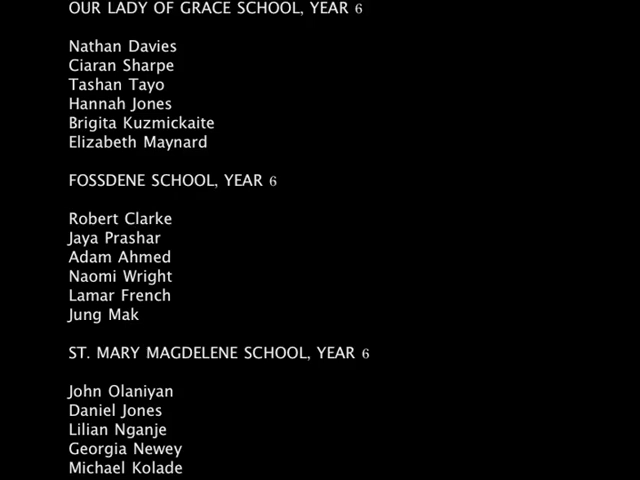 OUR LADY OF GRACE SCHOOL, YEAR 6
Nathan Davies
Ciaran Sharpe
Tashan Tayo
Hannah Jones
Brigita Kuzmickaite
Elizabeth Maynard
FOSSDENE SCHOOL, YEAR 6
Robert Clarke
Jaya Prashar
Adam Ahmed
Naomi Wright
Lamar French
Jung Mak
ST. MARY MAGDELENE SCHOOL, YEAR 6
John Olaniyan
Daniel Jones
Lilian Nganje
Georgia Newey
Michael Kolade